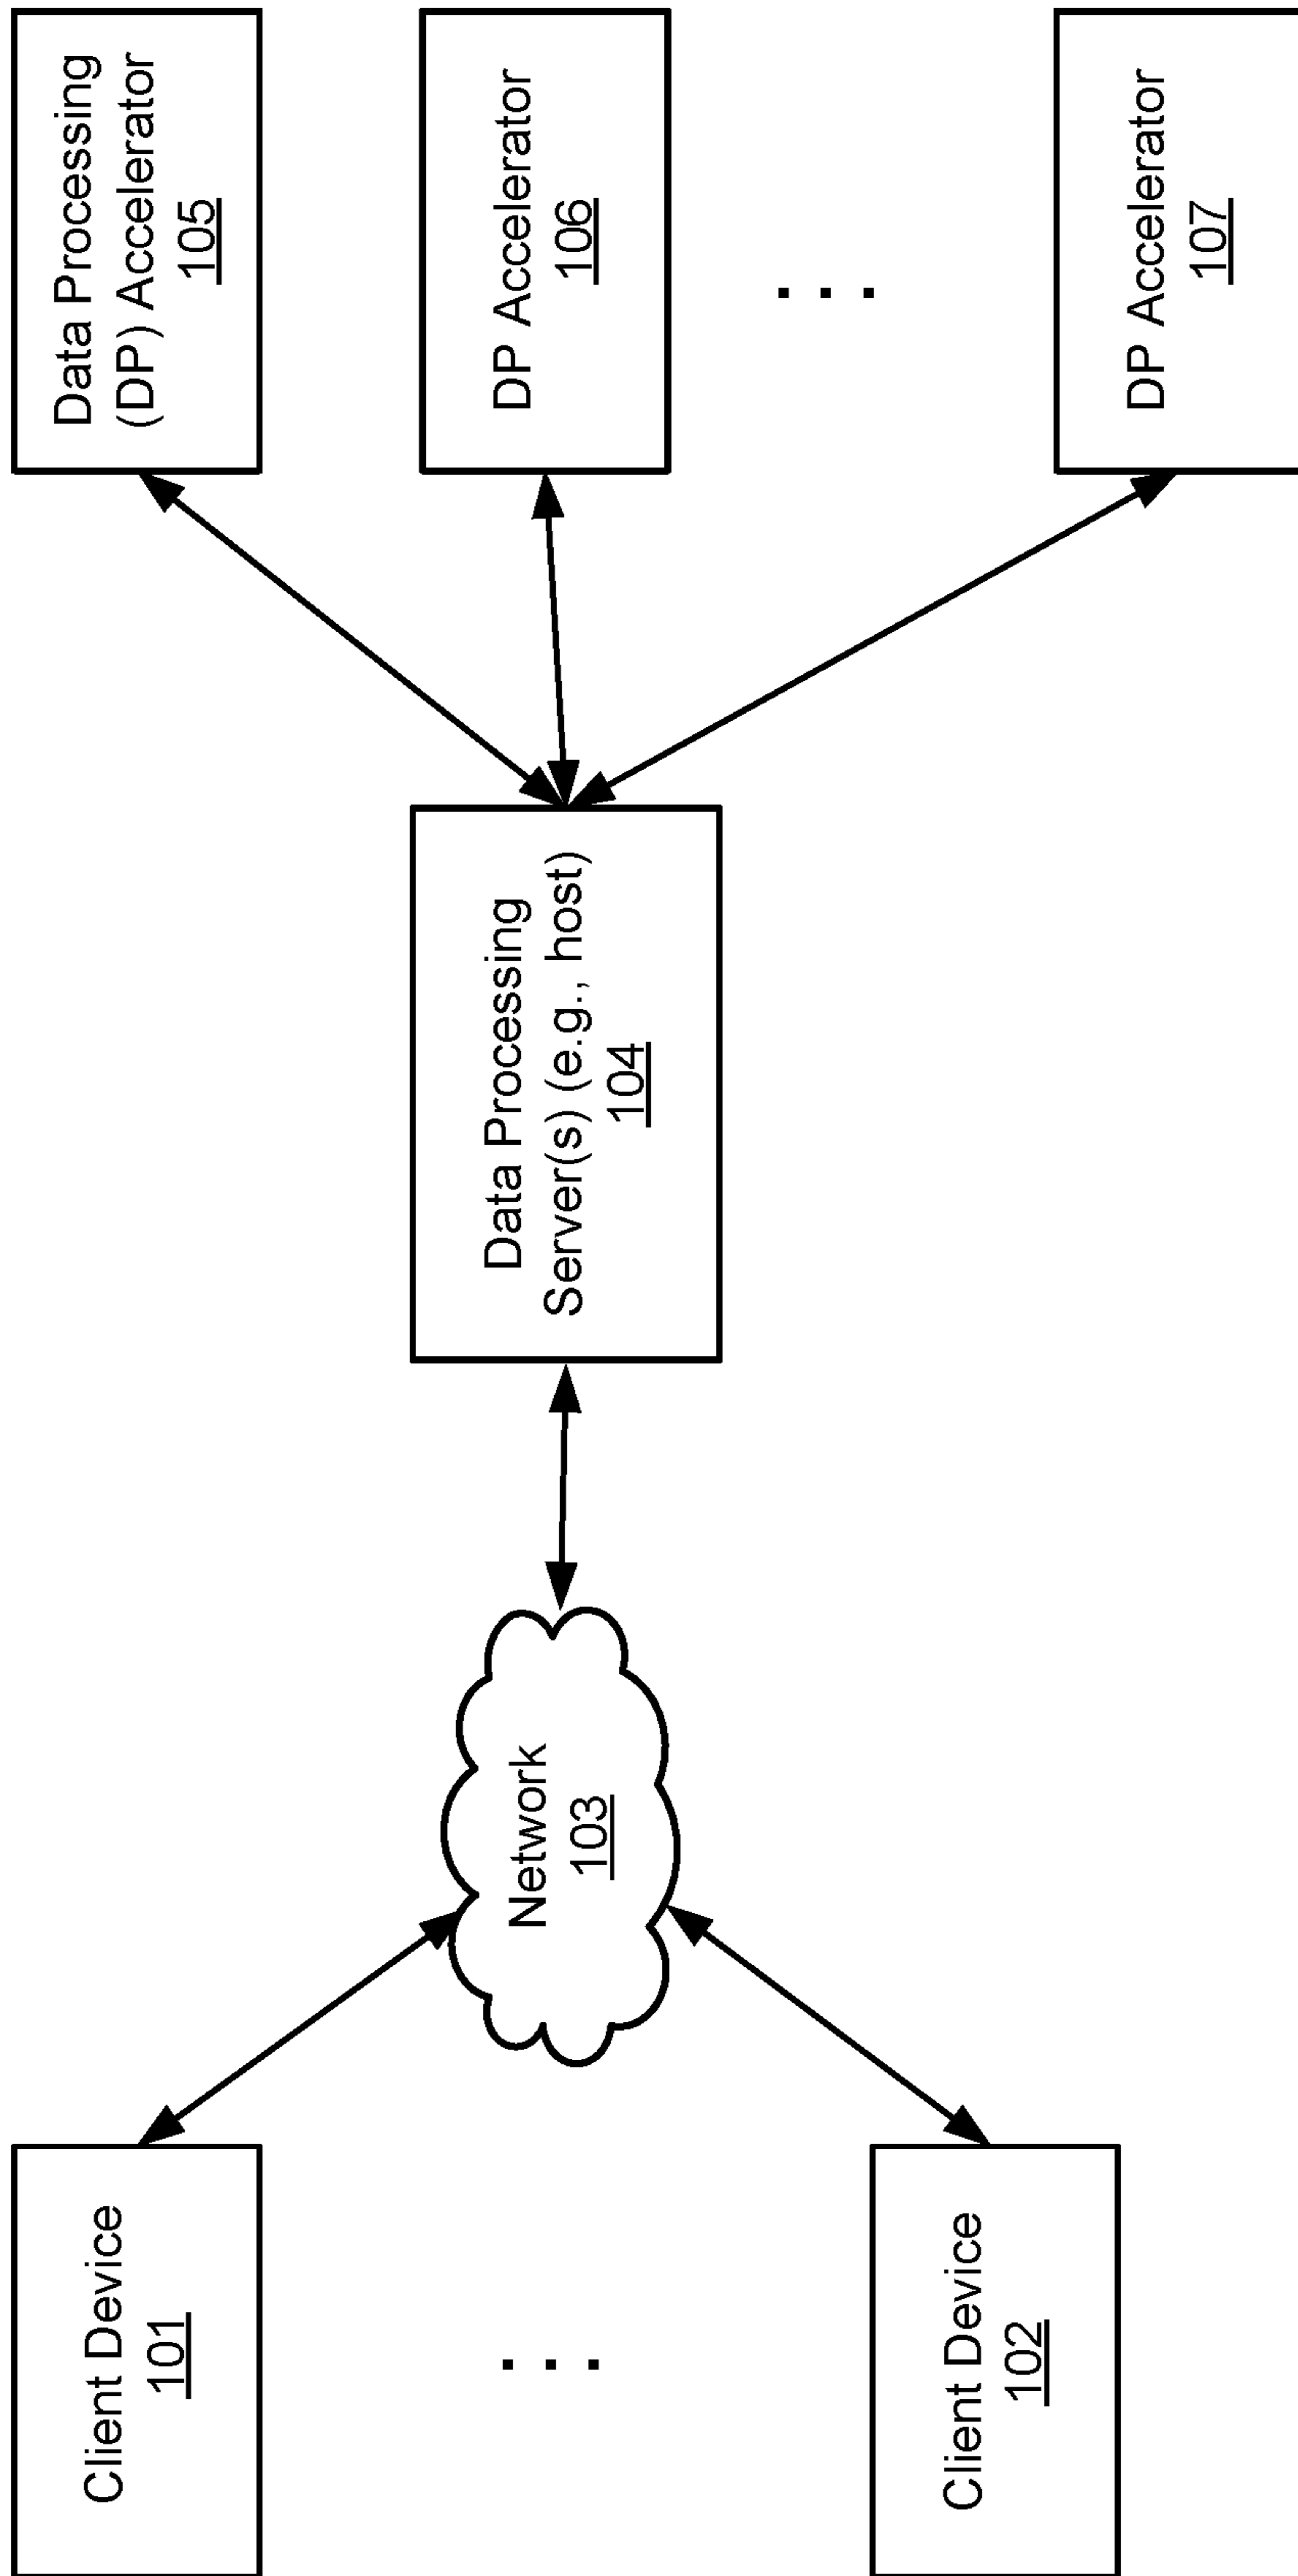 Client Device
101
. . .
Client Device
102
Network
103
Data Processing
Server(s) (e.g., host)
104
Data Processing
(DP) Accelerator
105
DP Accelerator
106
. . .
DP Accelerator
107